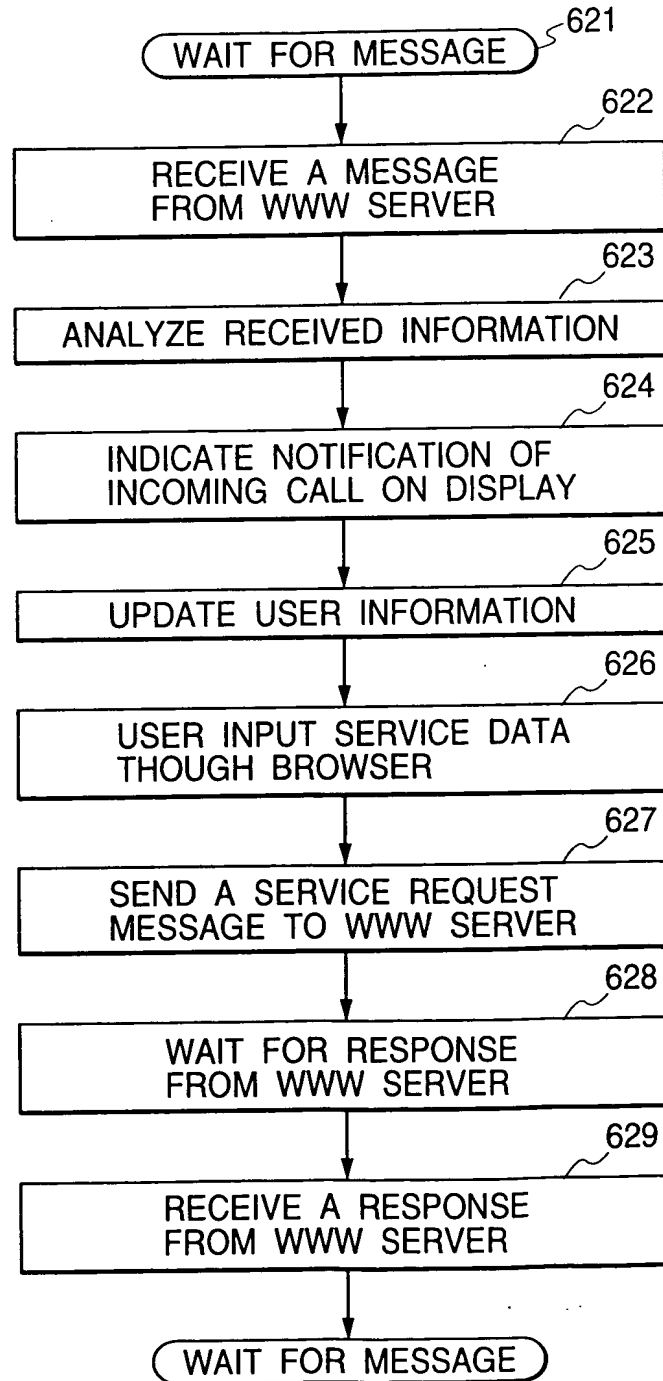 621
WAIT FOR MESSAGE
622
RECEIVE A MESSAGE
FROM WWW SERVER
623
ANALYZE RECEIVED INFORMATION
624
INDICATE NOTIFICATION OF
INCOMING CALL ON DISPLAY
625
UPDATE USER INFORMATION
626
USER INPUT SERVICE DATA
THOUGH BROWSER
627
SEND A SERVICE REQUEST
MESSAGE TO WWW SERVER
628
WAIT FOR RESPONSE
FROM WWW SERVER
629
RECEIVE A RESPONSE
FROM WWW SERVER
WAIT FOR MESSAGE